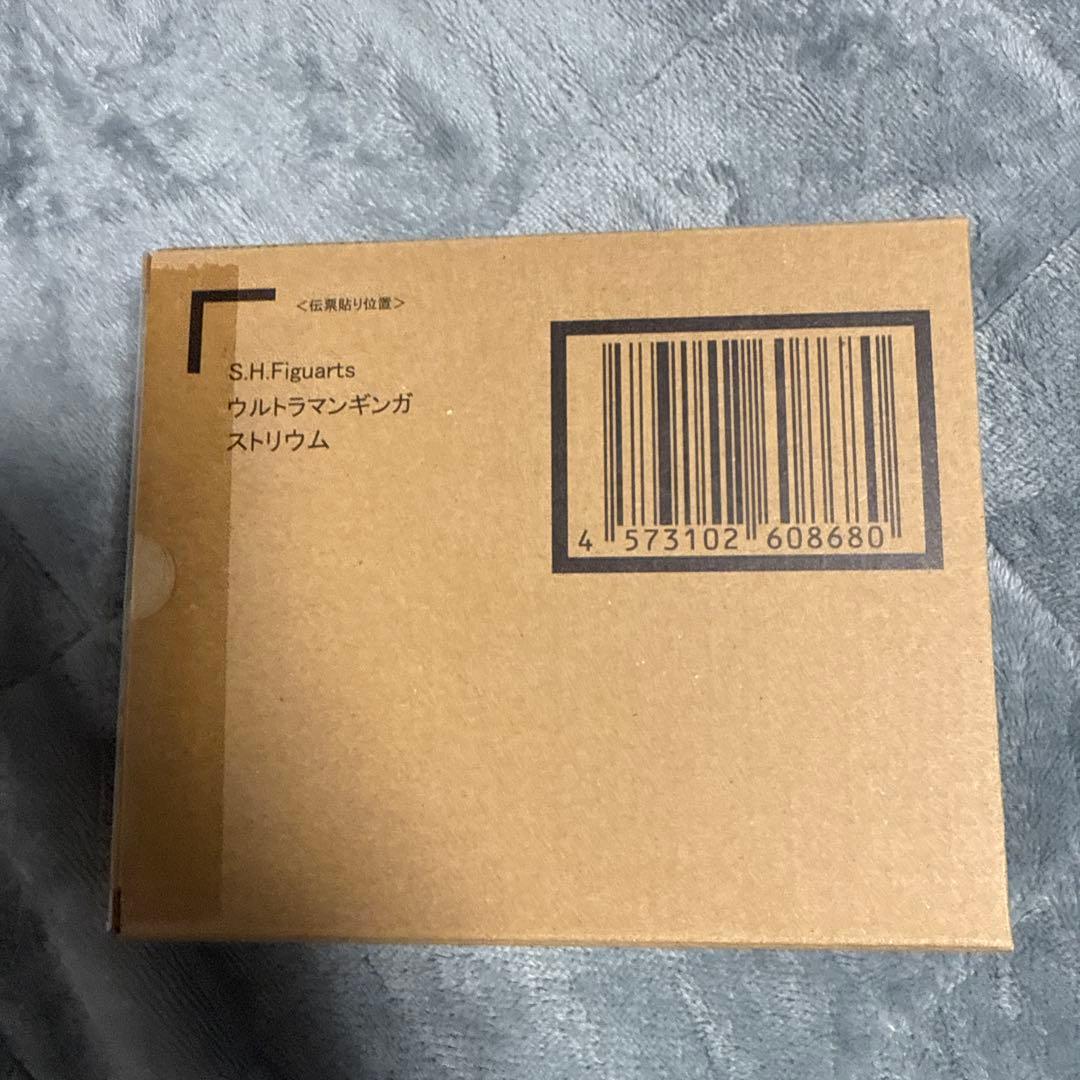 ＜伝票貼り位置＞
S.H.Figuarts
ウルトラマンギンガ
ストリウム
4 573102 608680